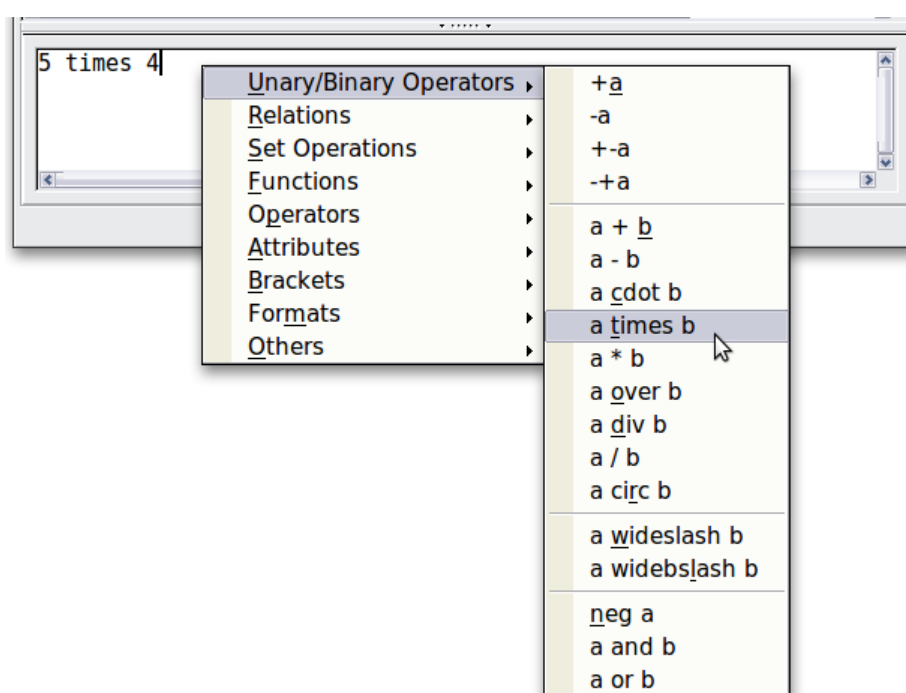 5 times 4
Unary/Binary Operators
Relations
Set Operations
Functions
Operators
Attributes
Brackets
Formats
Others
+a
-a
+-a
-+a
a + b
a - b
a cdot b
a times b
a * b
a over b
a div b
a / b
a circ b
a wideslash b
a widebslash b
neg a
a and b
a or b